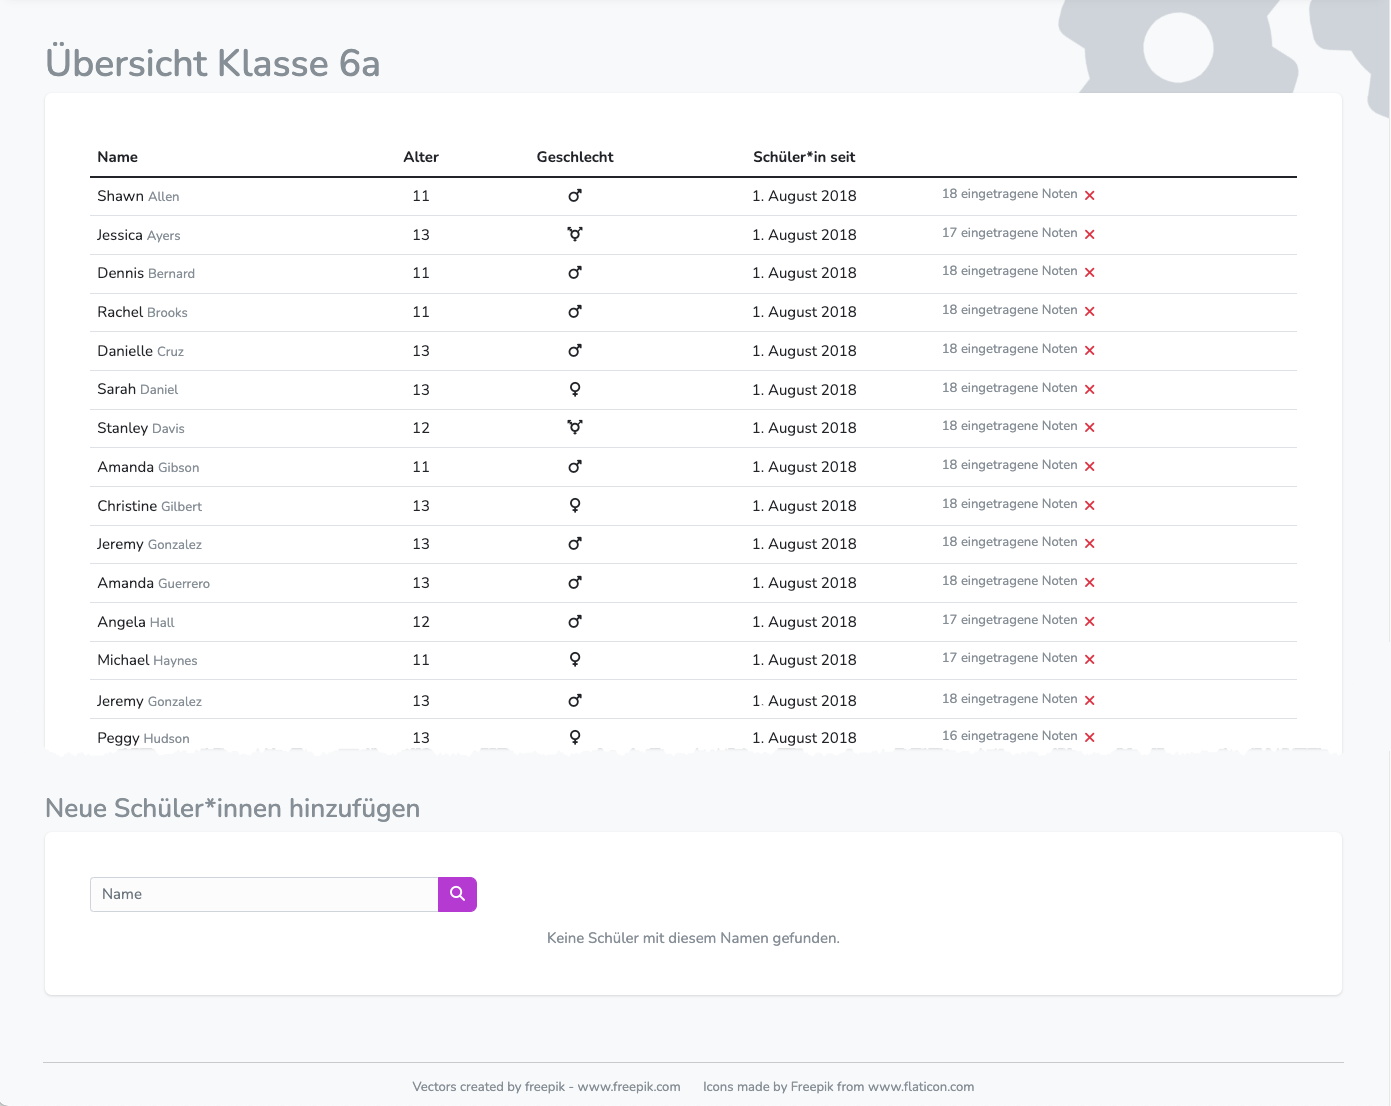 Übersicht Klasse 6a
Name Alter Geschlecht Schüler*in seit
Shawn Allen 11 ♂ 1. August 2018 18 eingetragene Noten ×
Jessica Ayers 13 ⚧ 1. August 2018 17 eingetragene Noten ×
Dennis Bernard 11 ♂ 1. August 2018 18 eingetragene Noten ×
Rachel Brooks 11 ♂ 1. August 2018 18 eingetragene Noten ×
Danielle Cruz 13 ♂ 1. August 2018 18 eingetragene Noten ×
Sarah Daniel 13 ♀ 1. August 2018 18 eingetragene Noten ×
Stanley Davis 12 ⚧ 1. August 2018 18 eingetragene Noten ×
Amanda Gibson 11 ♂ 1. August 2018 18 eingetragene Noten ×
Christine Gilbert 13 ♀ 1. August 2018 18 eingetragene Noten ×
Jeremy Gonzalez 13 ♂ 1. August 2018 18 eingetragene Noten ×
Amanda Guerrero 13 ♂ 1. August 2018 18 eingetragene Noten ×
Angela Hall 12 ♂ 1. August 2018 17 eingetragene Noten ×
Michael Haynes 11 ♀ 1. August 2018 17 eingetragene Noten ×
Jeremy Gonzalez 13 ♂ 1. August 2018 18 eingetragene Noten ×
Peggy Hudson 13 ♀ 1. August 2018 16 eingetragene Noten ×
Neue Schüler*innen hinzufügen
Name
Keine Schüler mit diesem Namen gefunden.
Vectors created by freepik - www.freepik.com Icons made by Freepik from www.flaticon.com